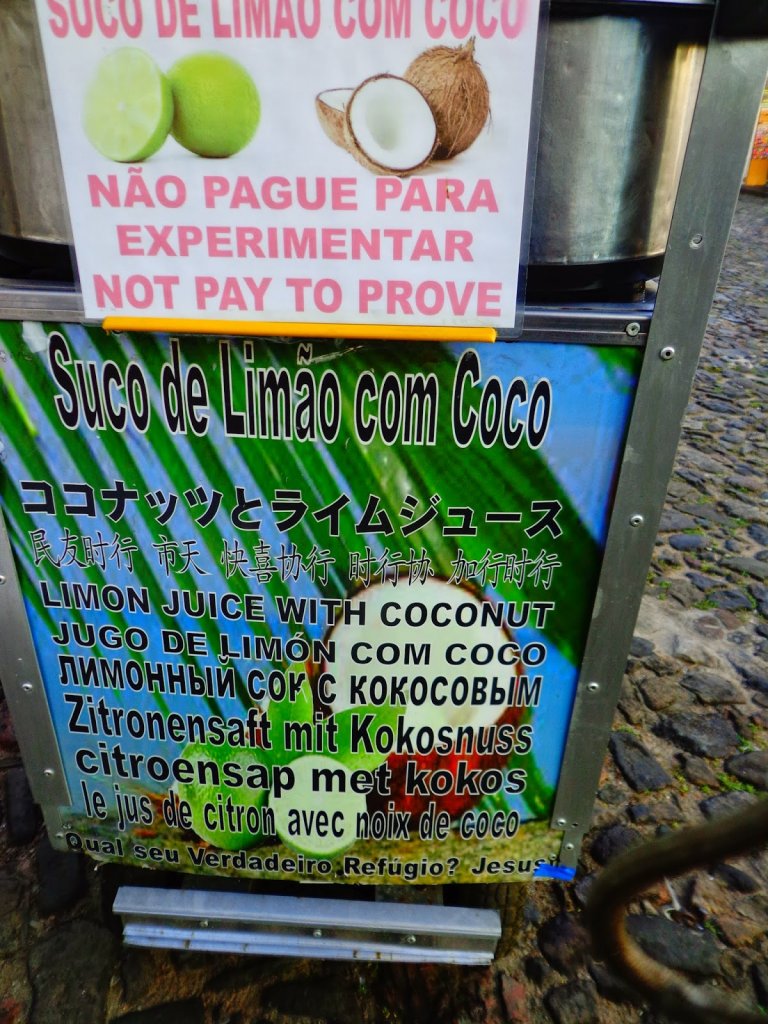 SUCO DE LIMÃO COM COCO
NÃO PAGUE PARA
EXPERIMENTAR
NOT PAY TO PROVE
Suco de Limão com Coco
ココナッツとライムジュース
民友时行 市天 快喜协行 时行协 加行时行
LIMON JUICE WITH COCONUT
JUGO DE LIMÓN COM COCO
ЛИМОННЫЙ СОК С КОКОСОВЫМ
Zitronensaft mit Kokosnuss
citroensap met kokos
le jus de citron avec noix de coco
Qual seu Verdadeiro Refúgio? Jesus!